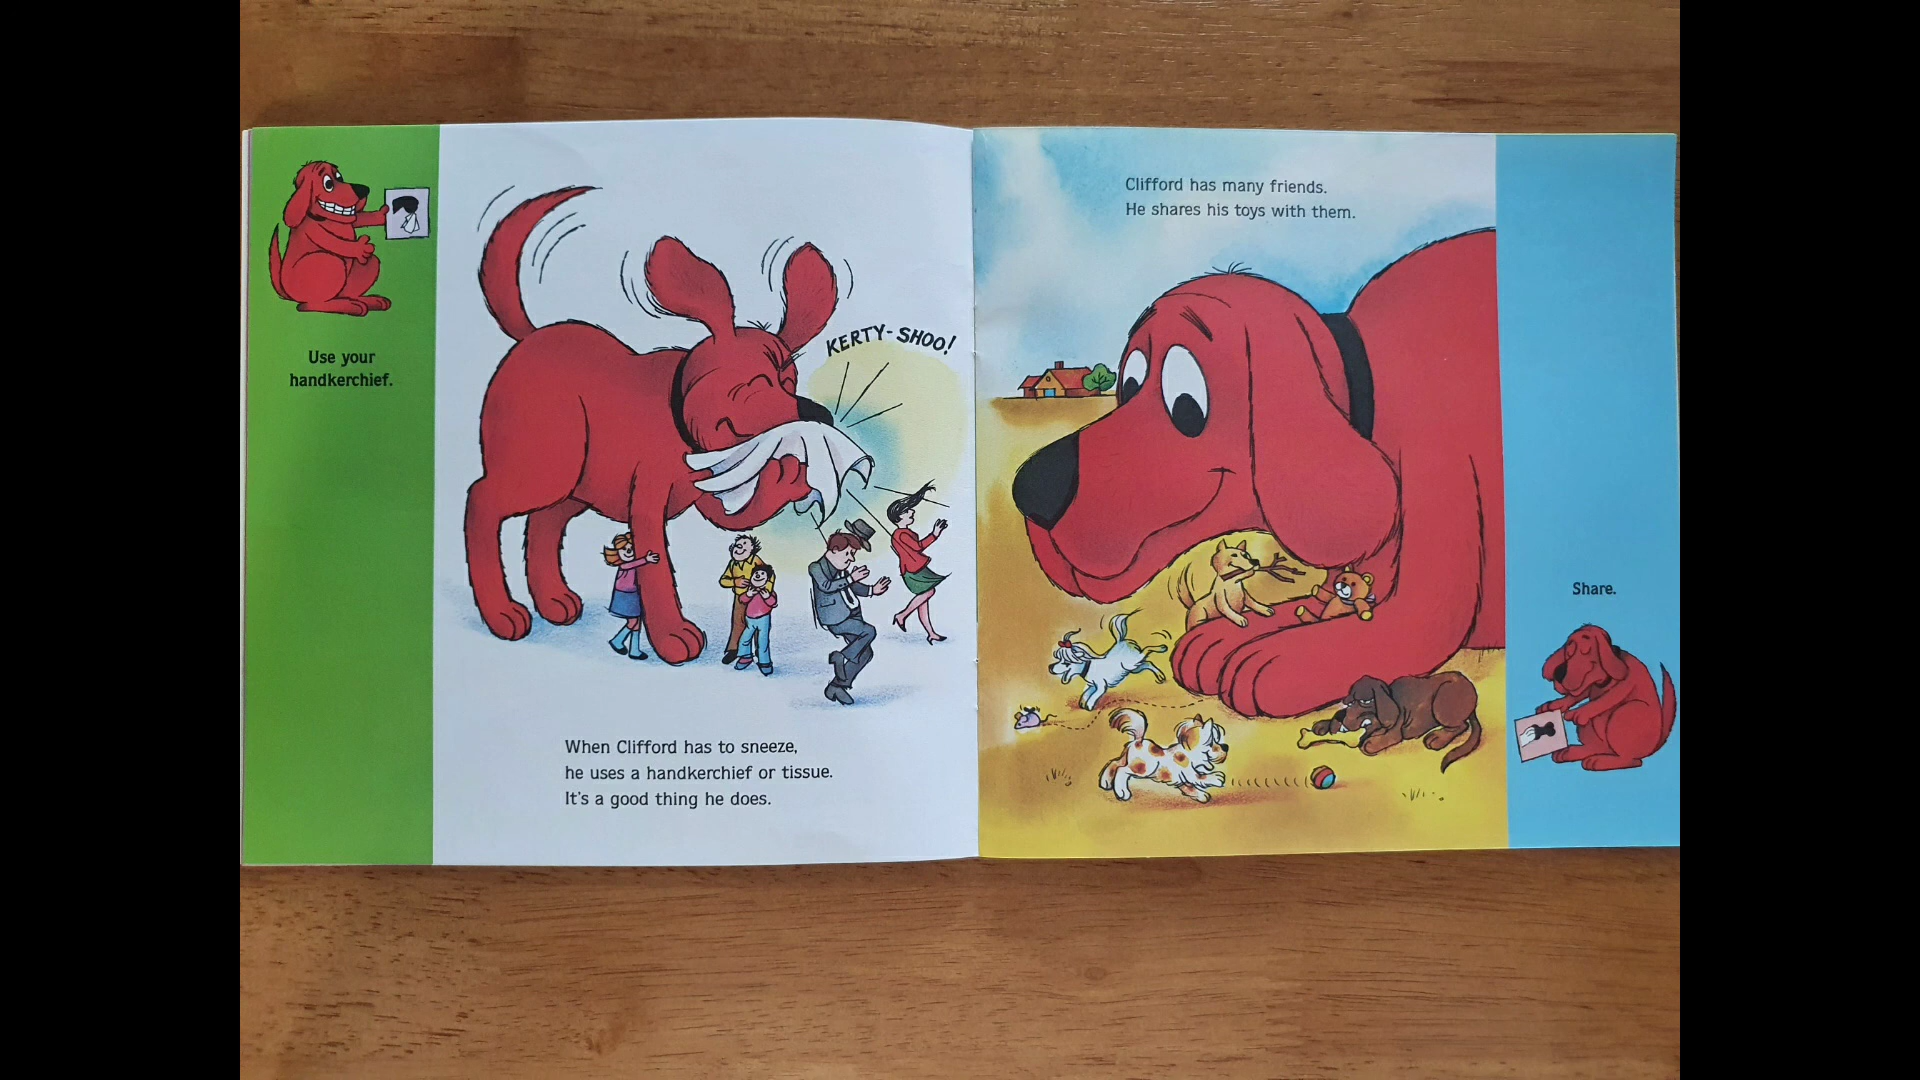 Use your
handkerchief.
KERTY-SHOO!
When Clifford has to sneeze,
he uses a handkerchief or tissue.
It's a good thing he does.
Clifford has many friends.
He shares his toys with them.
Share.